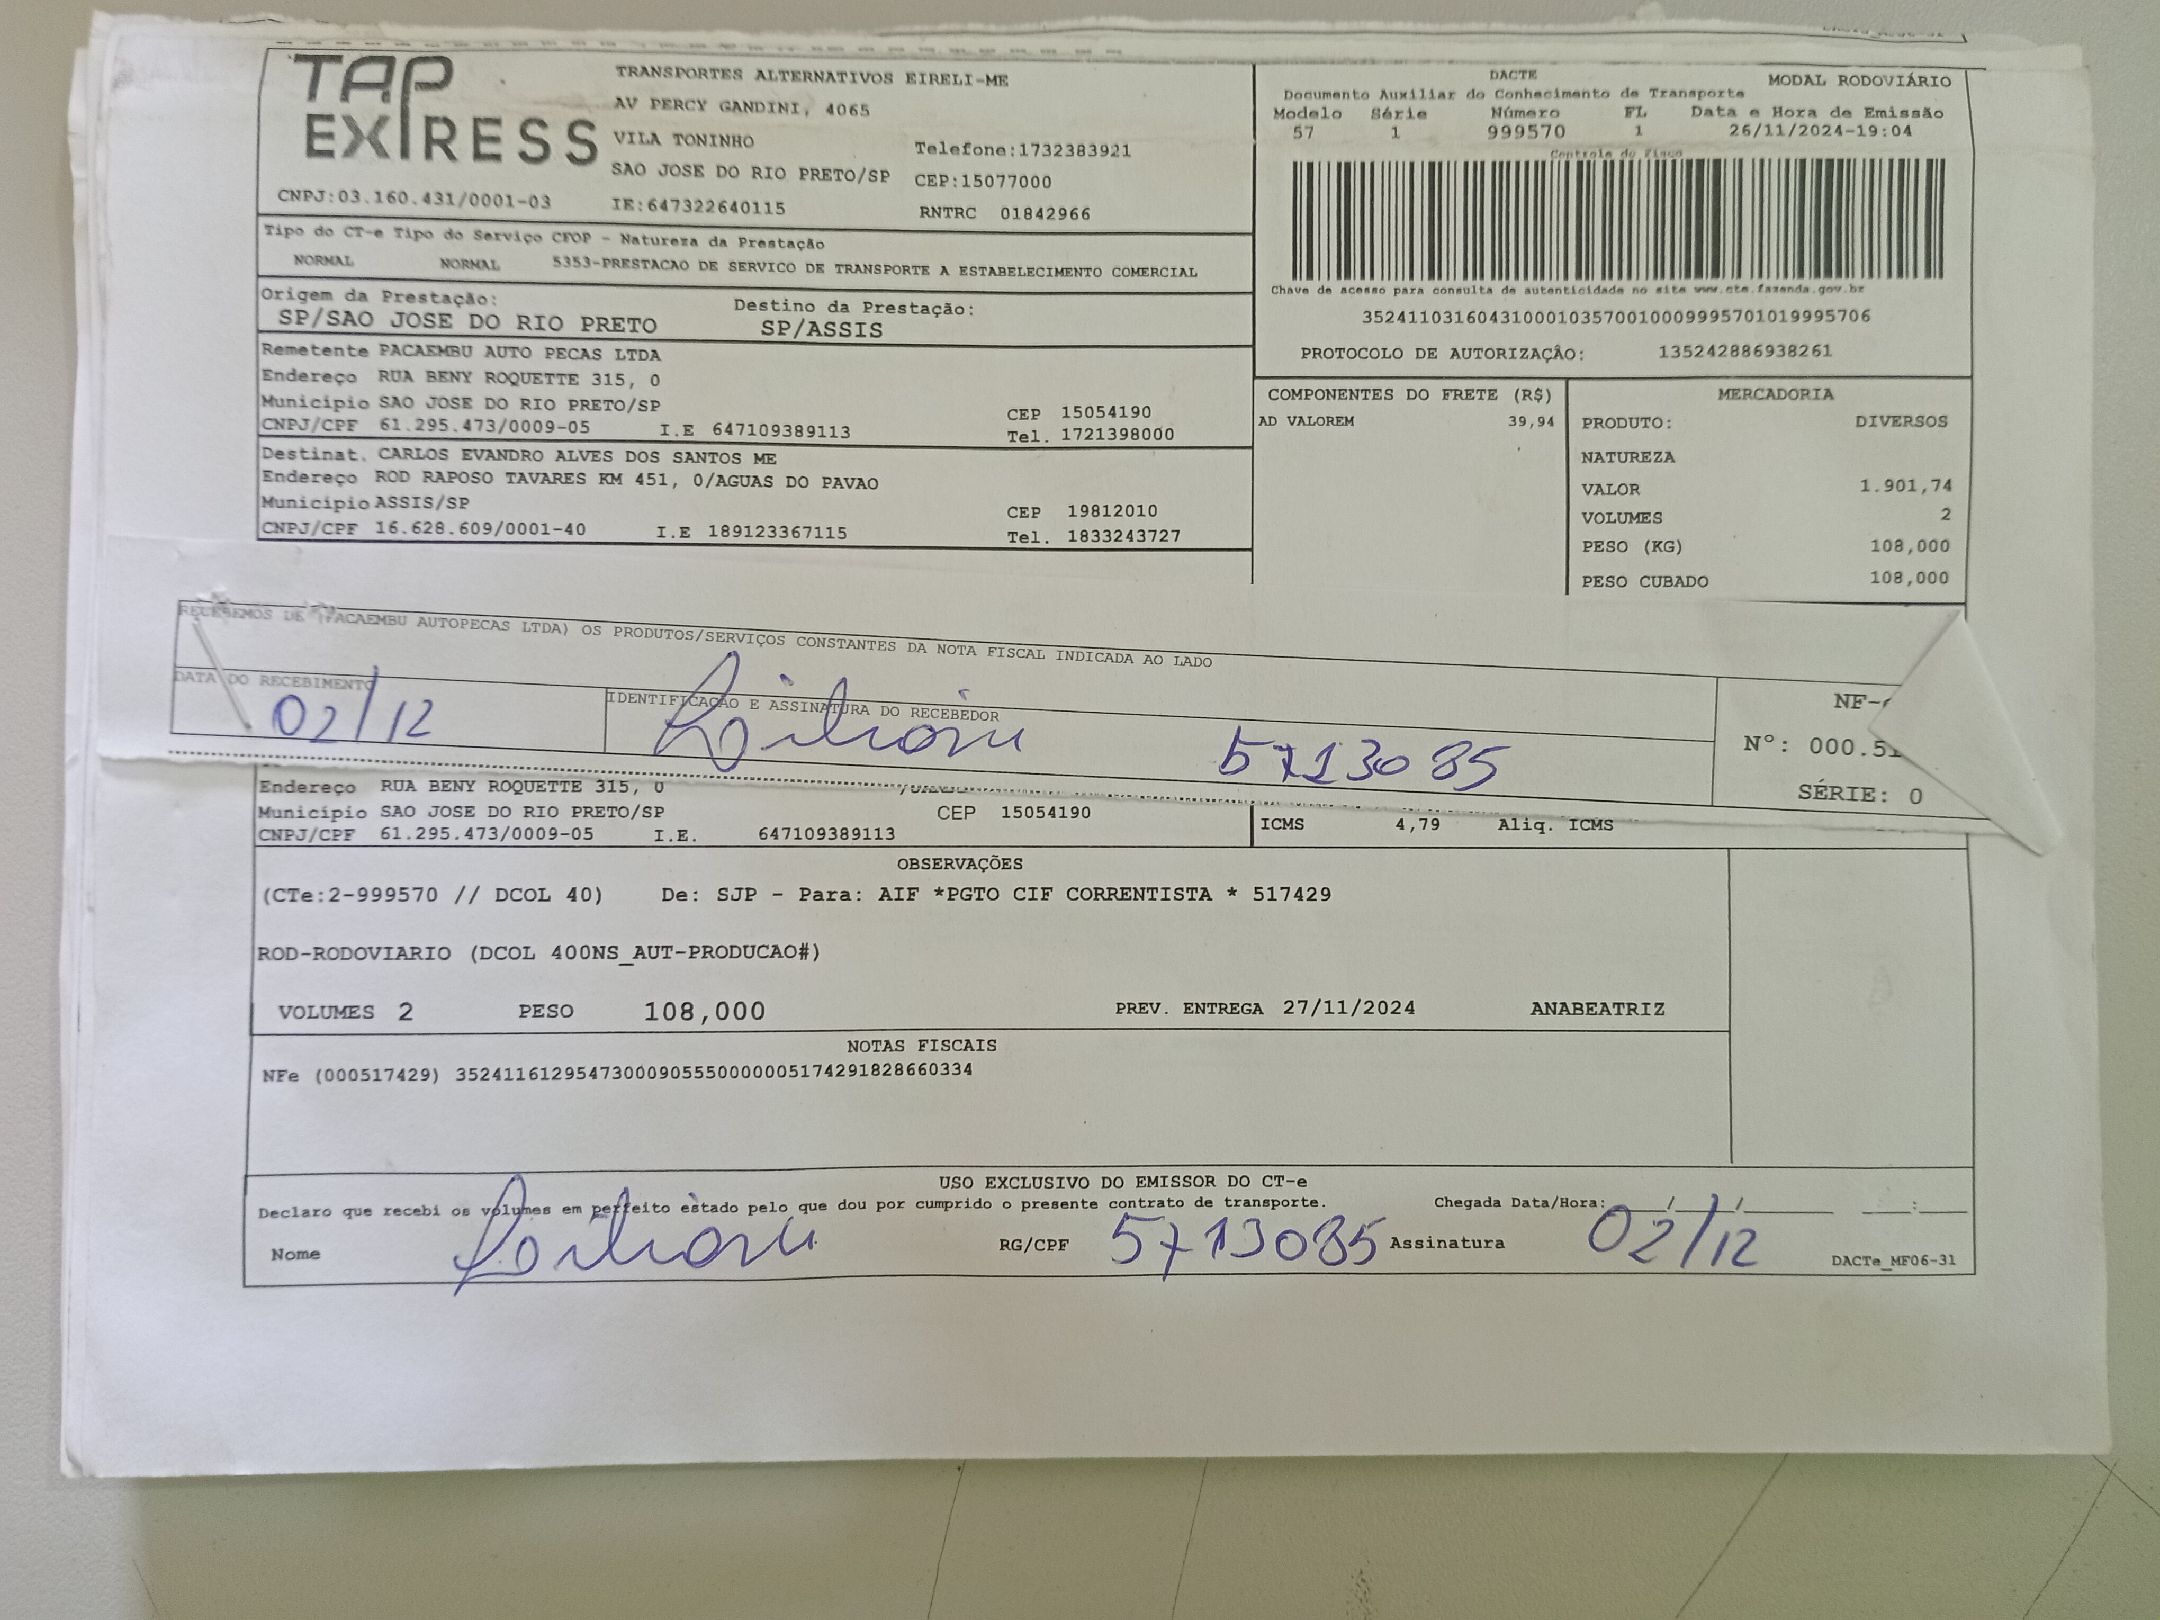 TAP EXPRESS
TRANSPORTES ALTERNATIVOS EIRELI-ME
AV PERCY GANDINI, 4065
VILA TONINHO
Telefone:1732383921
SAO JOSE DO RIO PRETO/SP
CEP:15077000
CNPJ:03.160.431/0001-03
IE:647322640115
RNTRC 01842966
DACTE
MODAL RODOVIÁRIO
Documento Auxiliar do Conhecimento de Transporte
Modelo Série Número FL Data e Hora de Emissão
57 1 999570 1 26/11/2024-19:04
Controle do Fisco
Chave de acesso para consulta de autenticidade no site www.cte.fazenda.gov.br
35241103160431000103570010009995701019995706
PROTOCOLO DE AUTORIZAÇÃO: 135242886938261
Tipo do CT-e Tipo do Serviço CFOP - Natureza da Prestação
NORMAL NORMAL 5353-PRESTACAO DE SERVICO DE TRANSPORTE A ESTABELECIMENTO COMERCIAL
Origem da Prestação: Destino da Prestação:
SP/SAO JOSE DO RIO PRETO SP/ASSIS
Remetente PACAEMBU AUTO PECAS LTDA
Endereço RUA BENY ROQUETTE 315, 0
Município SAO JOSE DO RIO PRETO/SP CEP 15054190
CNPJ/CPF 61.295.473/0009-05 I.E 647109389113 Tel. 1721398000
Destinat. CARLOS EVANDRO ALVES DOS SANTOS ME
Endereço ROD RAPOSO TAVARES KM 451, 0/AGUAS DO PAVAO
Município ASSIS/SP CEP 19812010
CNPJ/CPF 16.628.609/0001-40 I.E 189123367115 Tel. 1833243727
COMPONENTES DO FRETE (R$)
AD VALOREM 39,94
MERCADORIA
PRODUTO: DIVERSOS
NATUREZA
VALOR 1.901,74
VOLUMES 2
PESO (KG) 108,000
PESO CUBADO 108,000
RECEBEMOS DE (PACAEMBU AUTOPECAS LTDA) OS PRODUTOS/SERVIÇOS CONSTANTES DA NOTA FISCAL INDICADA AO LADO
DATA DO RECEBIMENTO
02/12
IDENTIFICAÇÃO E ASSINATURA DO RECEBEDOR
5713085
NF-
Nº: 000.51
SÉRIE: 0
Endereço RUA BENY ROQUETTE 315, 0
Município SAO JOSE DO RIO PRETO/SP CEP 15054190
CNPJ/CPF 61.295.473/0009-05 I.E. 647109389113
ICMS 4,79 Aliq. ICMS
OBSERVAÇÕES
(CTe:2-999570 // DCOL 40) De: SJP - Para: AIF *PGTO CIF CORRENTISTA * 517429
ROD-RODOVIARIO (DCOL 400NS_AUT-PRODUCAO#)
VOLUMES 2 PESO 108,000 PREV. ENTREGA 27/11/2024 ANABEATRIZ
NOTAS FISCAIS
NFe (000517429) 35241161295473000905550000005174291828660334
USO EXCLUSIVO DO EMISSOR DO CT-e
Declaro que recebi os volumes em perfeito estado pelo que dou por cumprido o presente contrato de transporte. Chegada Data/Hora: __/__/____ __:__
Nome RG/CPF 5713085 Assinatura 02/12
DACTe_MF06-31